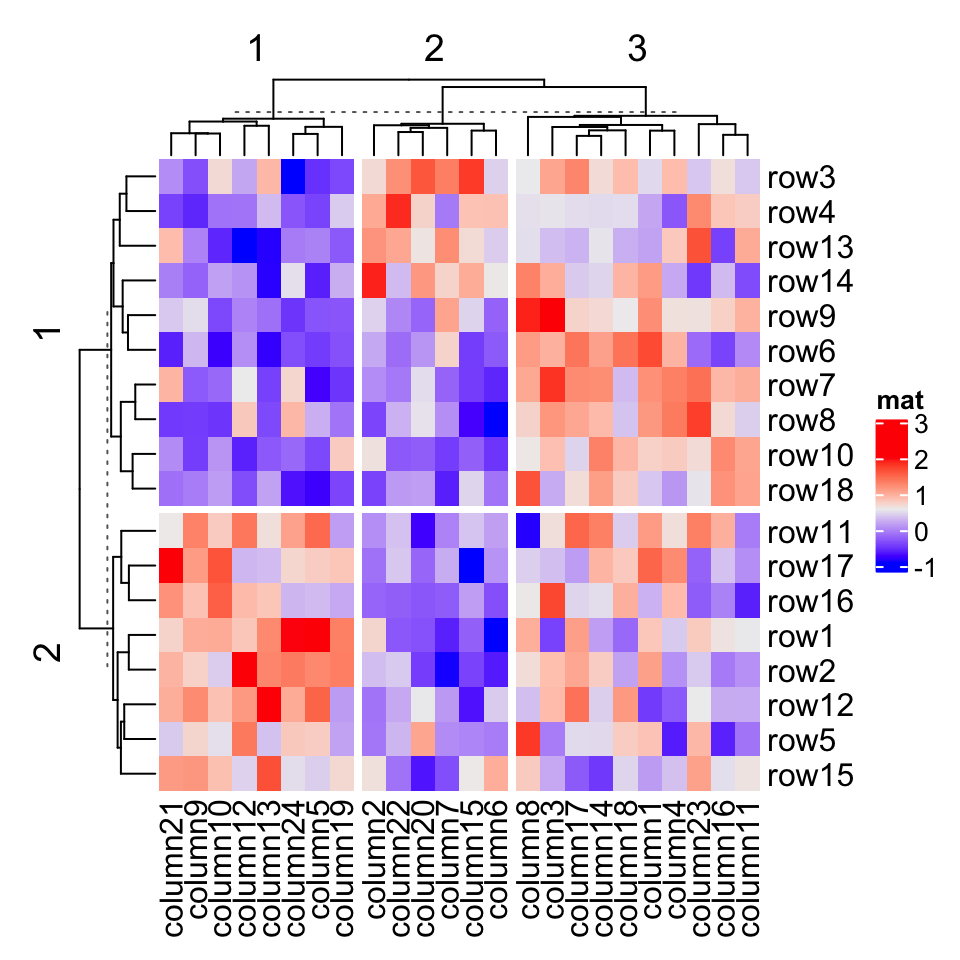 1 2 3
1
2
row3
row4
row13
row14
row9
row6
row7
row8
row10
row18
row11
row17
row16
row1
row2
row12
row5
row15
mat
3
2
1
0
-1
column21
column9
column10
column12
column13
column24
column5
column19
column2
column22
column20
column7
column15
column6
column8
column3
column17
column14
column18
column1
column4
column23
column16
column11